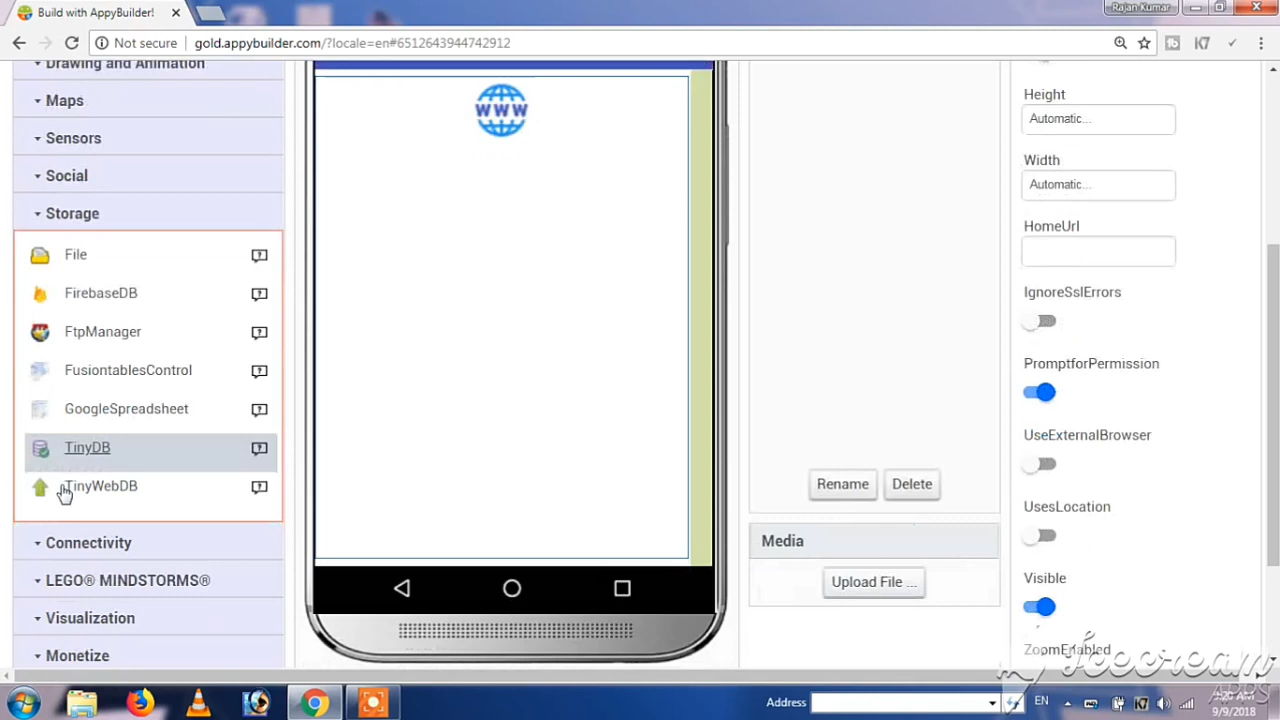 Build with AppyBuilder!
Rajan Kumar
Not secure
gold.appybuilder.com/?locale=en#6512643944742912
Drawing and Animation
Maps
Sensors
Social
Storage
File
FirebaseDB
FtpManager
FusiontablesControl
GoogleSpreadsheet
TinyDB
TinyWebDB
Connectivity
LEGO® MINDSTORMS®
Visualization
Monetize
WWW
Rename
Delete
Media
Upload File ...
Height
Automatic...
Width
Automatic...
HomeUrl
IgnoreSslErrors
PromptforPermission
UseExternalBrowser
UsesLocation
Visible
ZoomEnabled
Icecream
APPS
Address
EN
9/9/2018